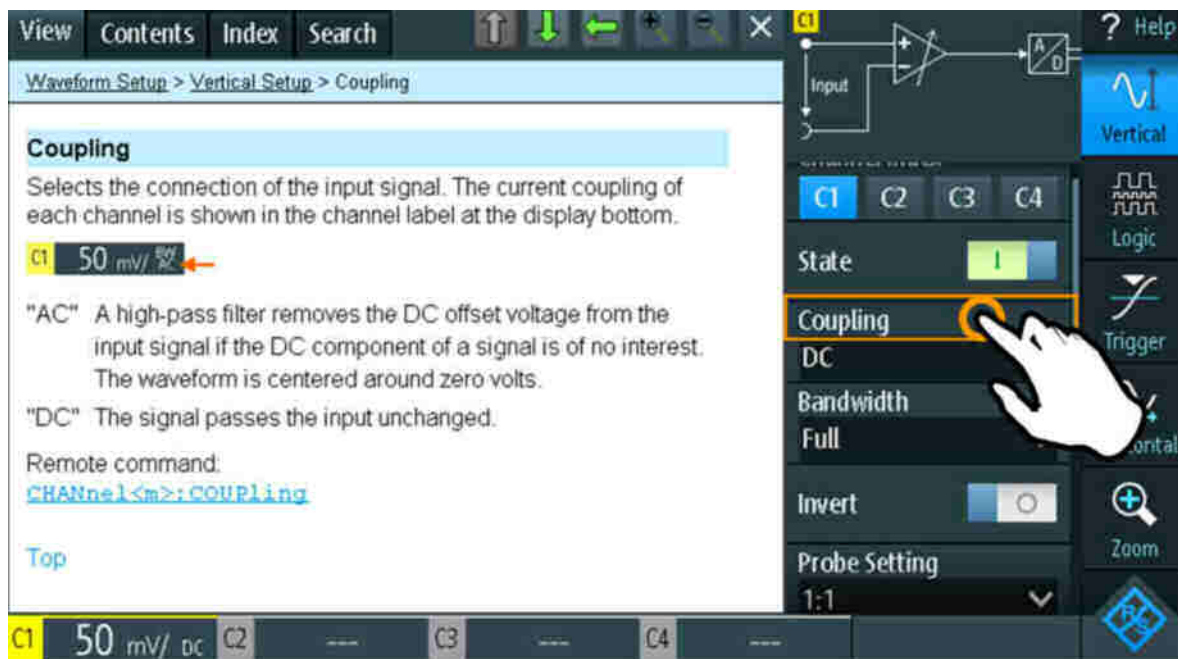 View Contents Index Search
Waveform Setup > Vertical Setup > Coupling
Coupling
Selects the connection of the input signal. The current coupling of
each channel is shown in the channel label at the display bottom.
C1 50 mV/
"AC" A high-pass filter removes the DC offset voltage from the
input signal if the DC component of a signal is of no interest.
The waveform is centered around zero volts.
"DC" The signal passes the input unchanged.
Remote command:
CHANnel<m>:COUPling
Top
C1
Input
A/D
C1 C2 C3 C4
State
Coupling
DC
Bandwidth
Full
Invert
Probe Setting
1:1
? Help
Vertical
Logic
Trigger
Zoom
R&S
C1 50 mV/ DC C2 --- C3 --- C4 ---